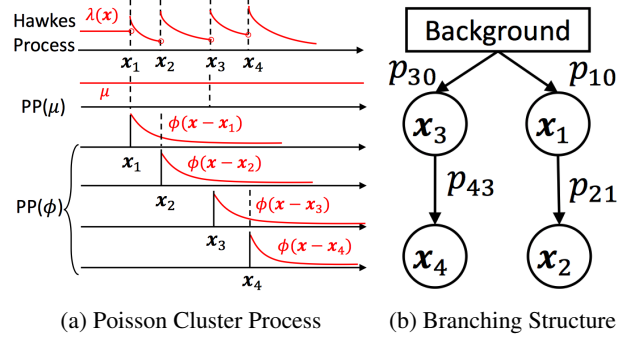 Hawkes
Process
λ(x)
x₁ x₂ x₃ x₄
PP(μ)
μ
ϕ(x − x₁)
x₁
ϕ(x − x₂)
x₂
PP(ϕ)
ϕ(x − x₃)
x₃
ϕ(x − x₄)
x₄
(a) Poisson Cluster Process
Background
p₃₀ p₁₀
x₃ x₁
p₄₃ p₂₁
x₄ x₂
(b) Branching Structure